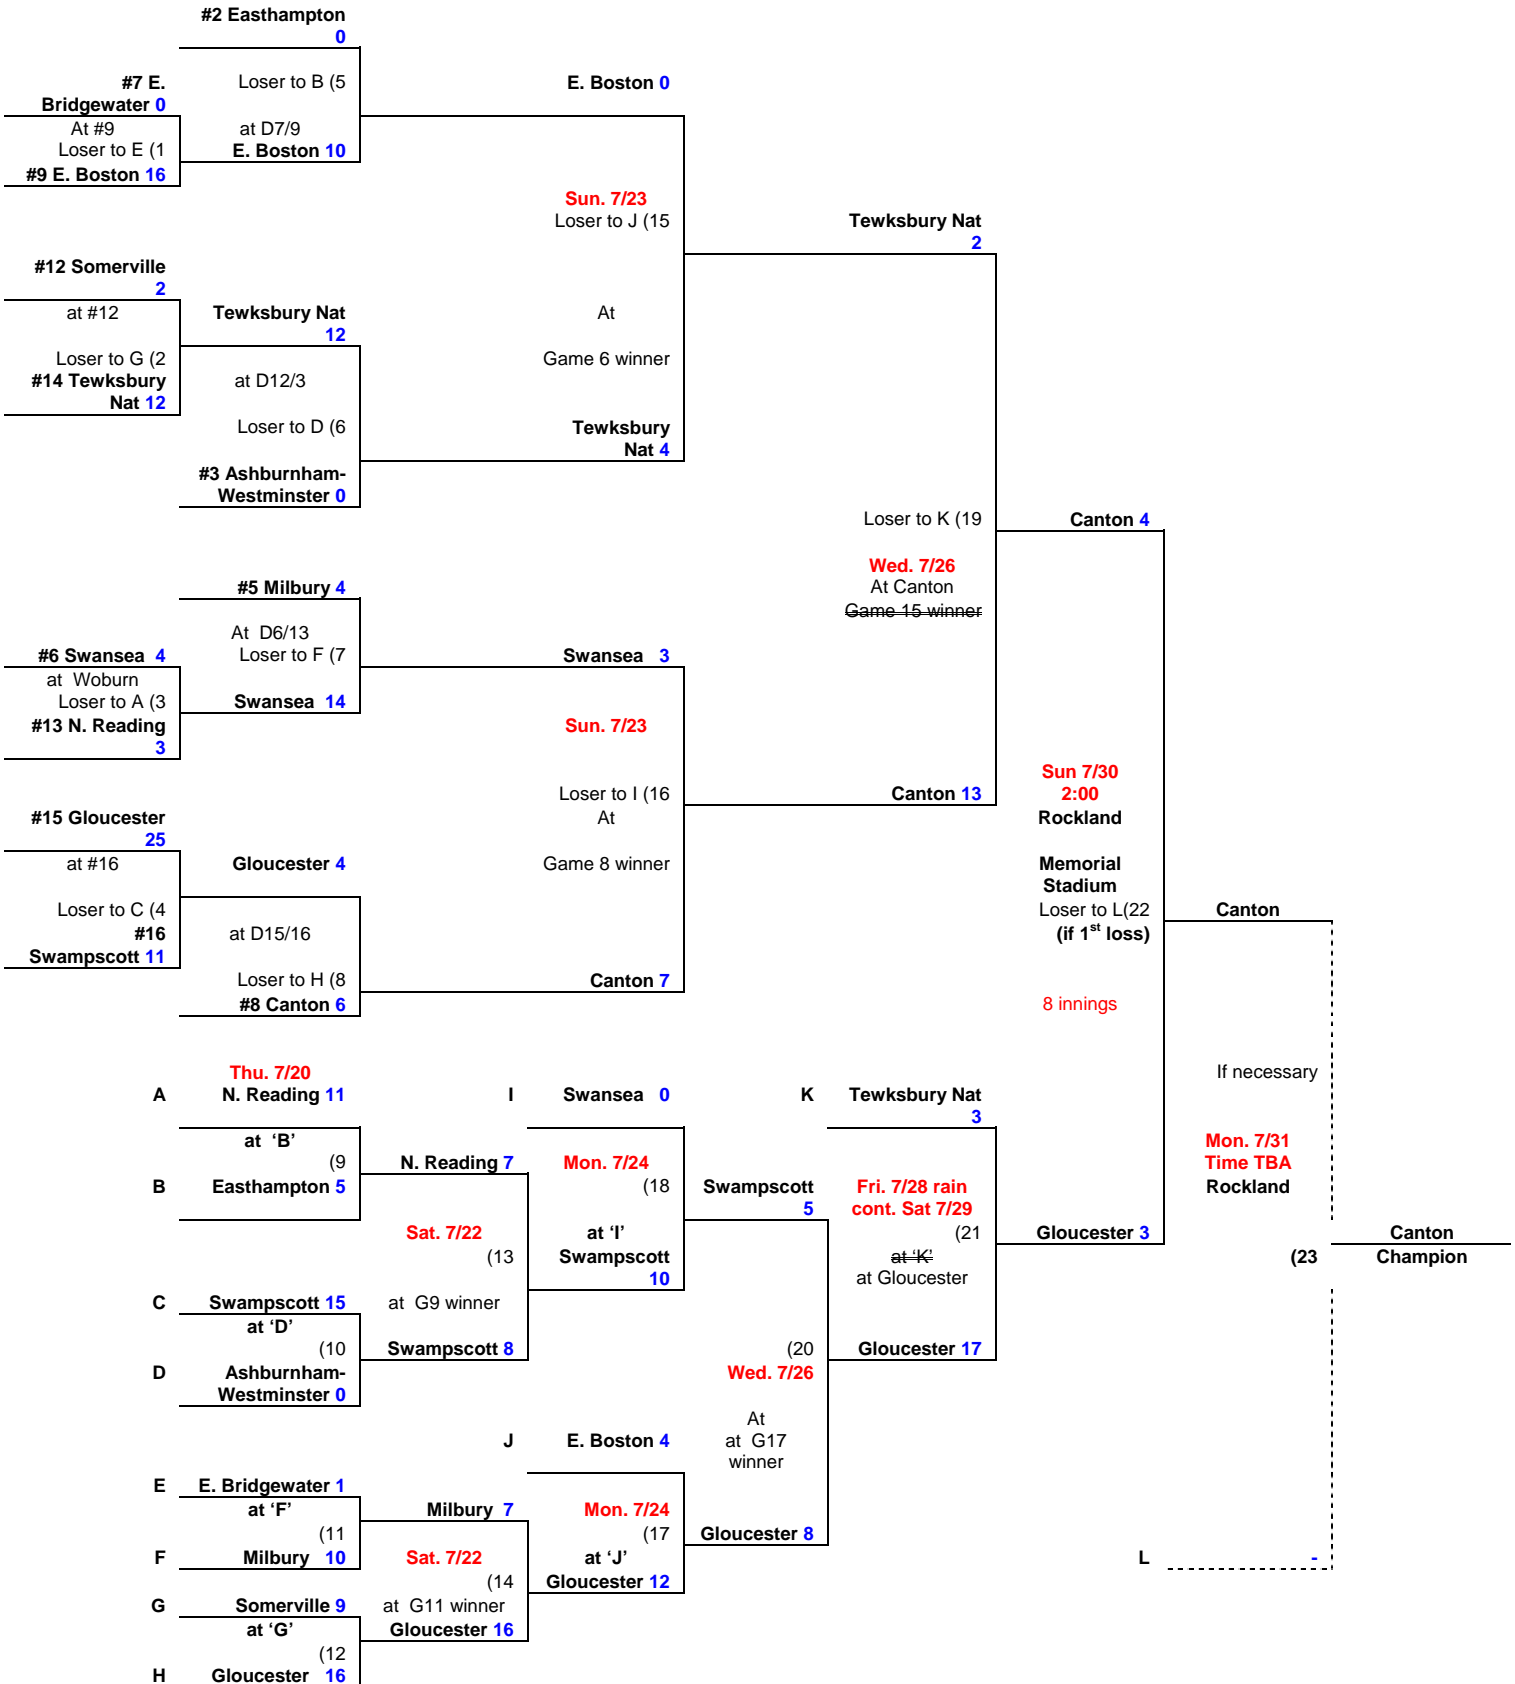 #2 Easthampton
0
#7 E.
Bridgewater 0
Loser to B (5
E. Boston 0
At #9
Loser to E (1
#9 E. Boston 16
at D7/9
E. Boston 10
Sun. 7/23
Loser to J (15
Tewksbury Nat
2
#12 Somerville
2
at #12
Loser to G (2
#14 Tewksbury
Nat 12
Tewksbury Nat
12
at D12/3
Loser to D (6
#3 Ashburnham-
Westminster 0
At
Game 6 winner
Tewksbury
Nat 4
Loser to K (19
Wed. 7/26
At Canton
Game 15 winner
Canton 4
#5 Milbury 4
At D6/13
Loser to F (7
#6 Swansea 4
at Woburn
Loser to A (3
#13 N. Reading
3
Swansea 14
Swansea 3
Sun. 7/23
Loser to I (16
At
Game 8 winner
Canton 13
Sun 7/30
2:00
Rockland
Memorial
Stadium
Loser to L(22
(if 1st loss)
8 innings
#15 Gloucester
25
at #16
Loser to C (4
#16
Swampscott 11
Gloucester 4
at D15/16
Loser to H (8
#8 Canton 6
Canton 7
Canton
If necessary
Mon. 7/31
Time TBA
Rockland
(23
Canton
Champion
Thu. 7/20
A N. Reading 11
at ‘B’
(9
B Easthampton 5
N. Reading 7
Sat. 7/22
(13
at G9 winner
C Swampscott 15
at ‘D’
(10
D Ashburnham-
Westminster 0
Swampscott 8
I Swansea 0
Mon. 7/24
(18
at ‘I’
Swampscott
10
Swampscott
5
K Tewksbury Nat
3
Fri. 7/28 rain
cont. Sat 7/29
(21
at ‘K’
at Gloucester
Gloucester 3
Gloucester 17
(20
Wed. 7/26
At
at G17
winner
J E. Boston 4
E E. Bridgewater 1
at ‘F’
(11
F Milbury 10
Milbury 7
Sat. 7/22
(14
at G11 winner
Mon. 7/24
(17
at ‘J’
Gloucester 12
Gloucester 8
L -
G Somerville 9
at ‘G’
(12
H Gloucester 16
Gloucester 16